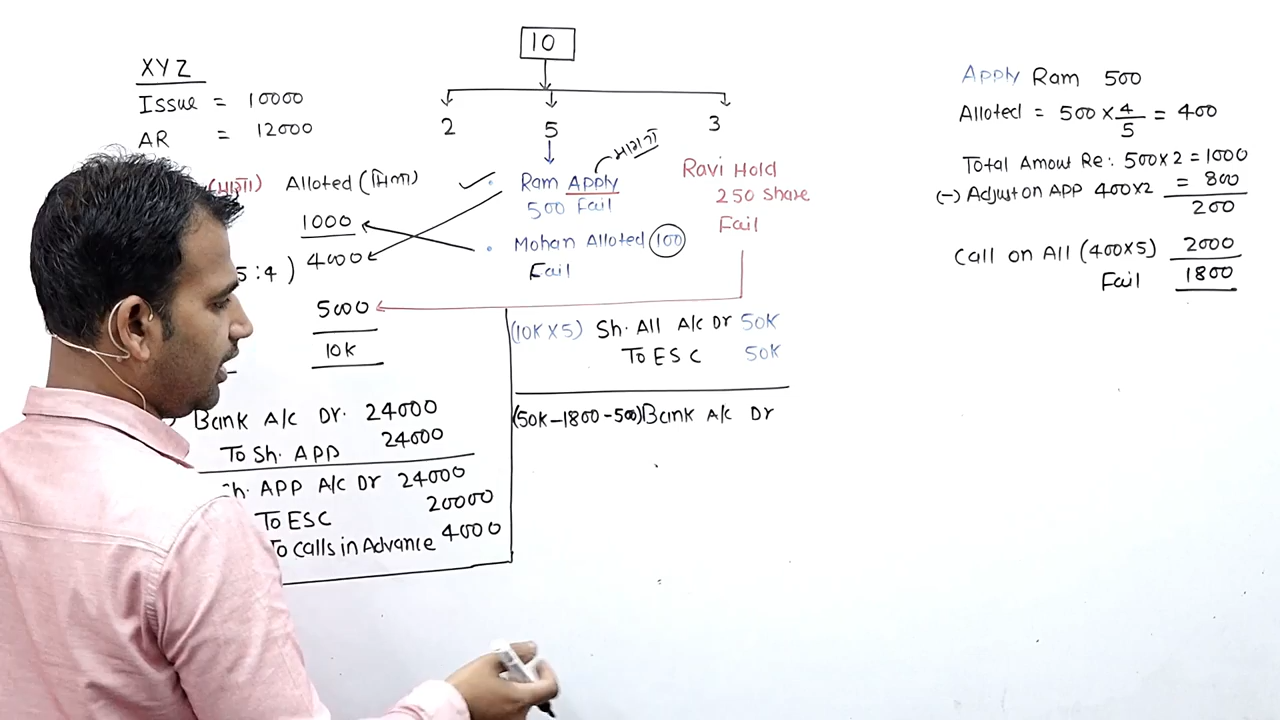 10
XYZ
Issue = 10000
AR = 12000
2 5 3
(माँगा) Alloted (मिला)
1000
4000
5:4)
5000
10K
Ram Apply माँगा
500 Fail
Mohan Alloted 100
Fail
Ravi Hold
250 Share
Fail
Bank A/c Dr. 24000
To Sh. APP 24000
Sh. APP A/c Dr 24000
To ESC 20000
To Calls in Advance 4000
(10K×5) Sh. All A/c Dr 50K
To ESC 50K
(50K-1800-500) Bank A/c Dr
Apply Ram 500
Alloted = 500 × 4/5 = 400
Total Amout Re: 500×2 = 1000
(-) Adjust on APP 400×2 = 800
200
Call on All (400×5) 2000
Fail 1800